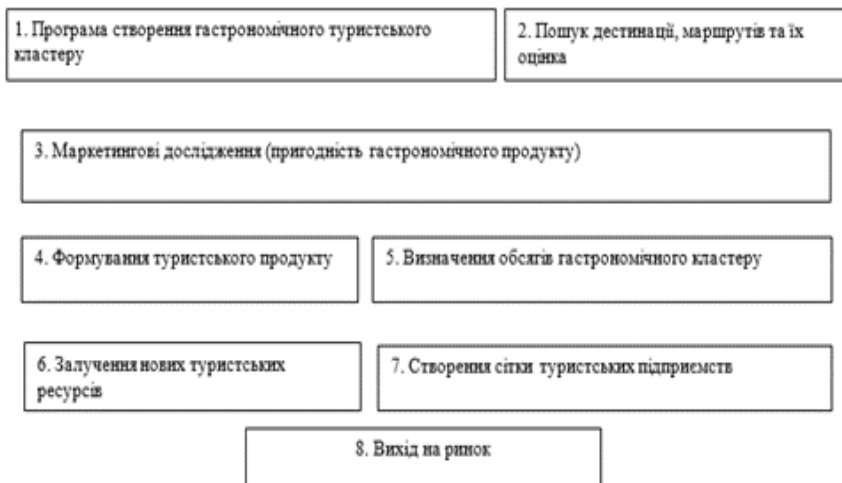 1. Програма створення гастрономічного туристського
кластеру
2. Пошук дестинації, маршрутів та їх
оцінка
3. Маркетингові дослідження (пригодність гастрономічного продукту)
4. Формування туристського продукту
5. Визначення обсягів гастрономічного кластеру
6. Залучення нових туристських
ресурсів
7. Створення сітки туристських підприємств
8. Вихід на ринок